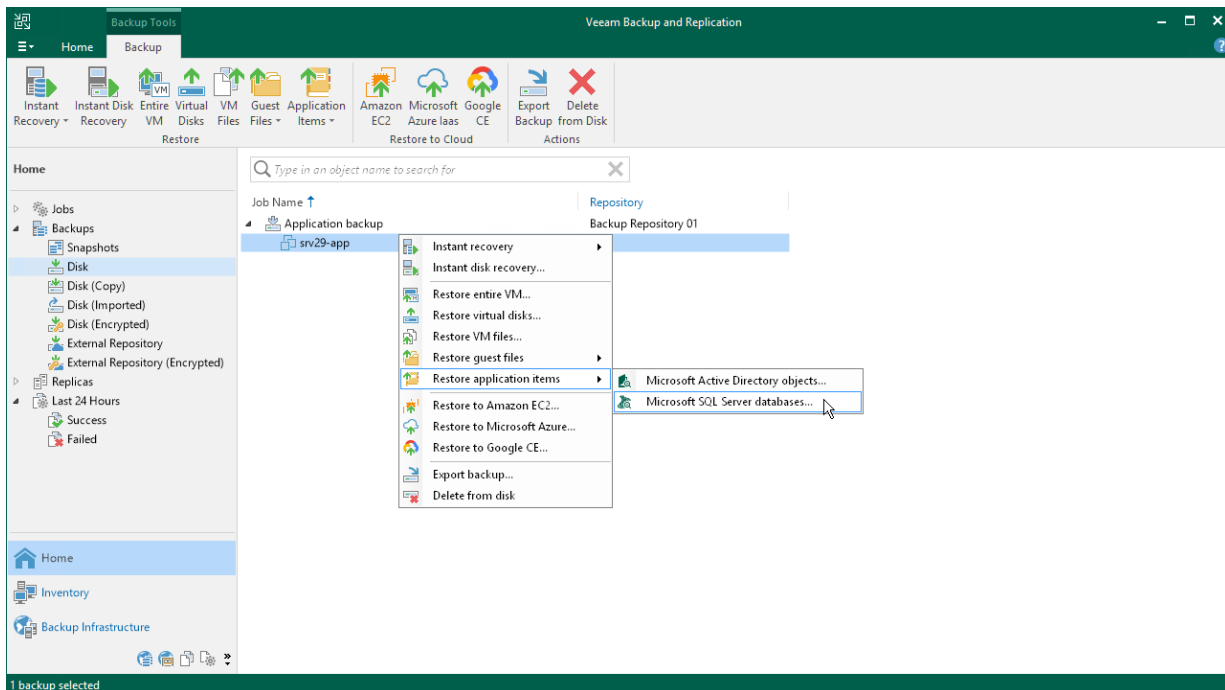 Backup Tools
Veeam Backup and Replication
Home
Backup
Instant Recovery
Instant Disk Recovery
Entire VM
Virtual Disks
VM Files
Guest Files
Application Items
Restore
Amazon EC2
Microsoft Azure Iaas
Google CE
Restore to Cloud
Export Backup
Delete from Disk
Actions
Home
Type in an object name to search for
Jobs
Backups
Snapshots
Disk
Disk (Copy)
Disk (Imported)
Disk (Encrypted)
External Repository
External Repository (Encrypted)
Replicas
Last 24 Hours
Success
Failed
Job Name
Repository
Application backup
Backup Repository 01
srv29-app
Instant recovery
Instant disk recovery...
Restore entire VM...
Restore virtual disks...
Restore VM files...
Restore guest files
Restore application items
Restore to Amazon EC2...
Restore to Microsoft Azure...
Restore to Google CE...
Export backup...
Delete from disk
Microsoft Active Directory objects...
Microsoft SQL Server databases...
Home
Inventory
Backup Infrastructure
1 backup selected